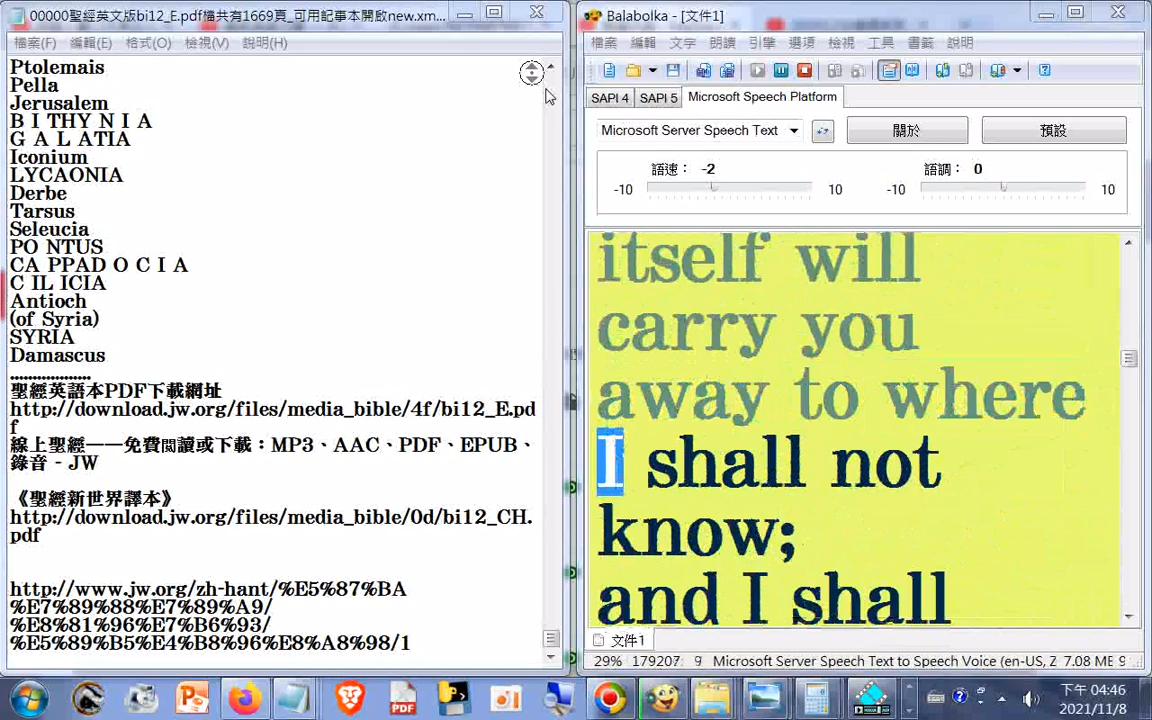 00000聖經英文版bi12_E.pdf檔共有1669頁_可用記事本開啟new.xm...
檔案(F) 編輯(E) 格式(O) 檢視(V) 說明(H)
Ptolemais
Pella
Jerusalem
B I THY N I A
G A L ATIA
Iconium
LYCAONIA
Derbe
Tarsus
Seleucia
PO NTUS
CA PPAD O C I A
C IL ICIA
Antioch
(of Syria)
SYRIA
Damascus
..................
聖經英語本PDF下載網址
http://download.jw.org/files/media_bible/4f/bi12_E.pd
f
線上聖經——免費閱讀或下載：MP3、AAC、PDF、EPUB、
錄音 - JW
《聖經新世界譯本》
http://download.jw.org/files/media_bible/0d/bi12_CH.
pdf
http://www.jw.org/zh-hant/%E5%87%BA
%E7%89%88%E7%89%A9/
%E8%81%96%E7%B6%93/
%E5%89%B5%E4%B8%96%E8%A8%98/1
Balabolka - [文件1]
檔案 編輯 文字 朗讀 引擎 選項 檢視 工具 書籤 說明
SAPI 4 SAPI 5 Microsoft Speech Platform
Microsoft Server Speech Text 關於 預設
語速： -2 語調： 0
-10 10 -10 10
itself will
carry you
away to where
I shall not
know;
and I shall
文件1
29% 179207: 9 Microsoft Server Speech Text to Speech Voice (en-US, Z 7.08 MB 9
PDF
下午 04:46
2021/11/8